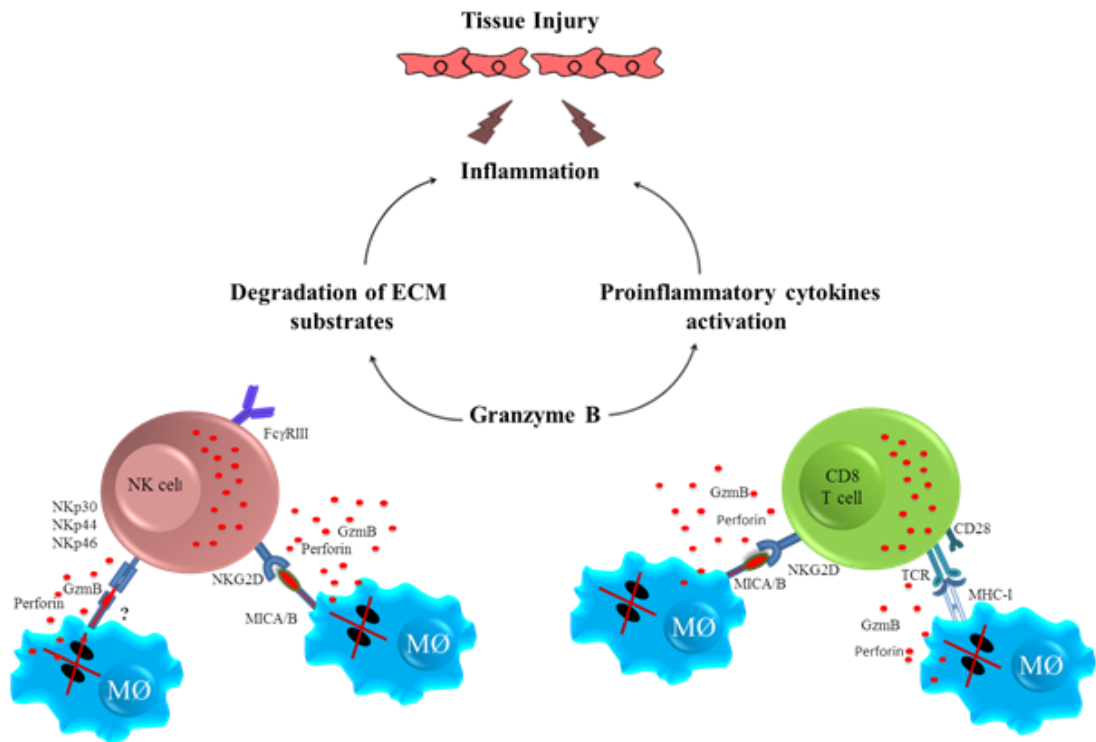 Tissue Injury
Inflammation
Degradation of ECM
substrates
Proinflammatory cytokines
activation
Granzyme B
FcγRIII
NK cell
NKp30
NKp44
NKp46
GzmB
Perforin
?
MØ
NKG2D
MICA/B
GzmB
Perforin
MØ
GzmB
Perforin
NKG2D
MICA/B
MØ
CD8
T cell
CD28
TCR
MHC-I
GzmB
Perforin
MØ